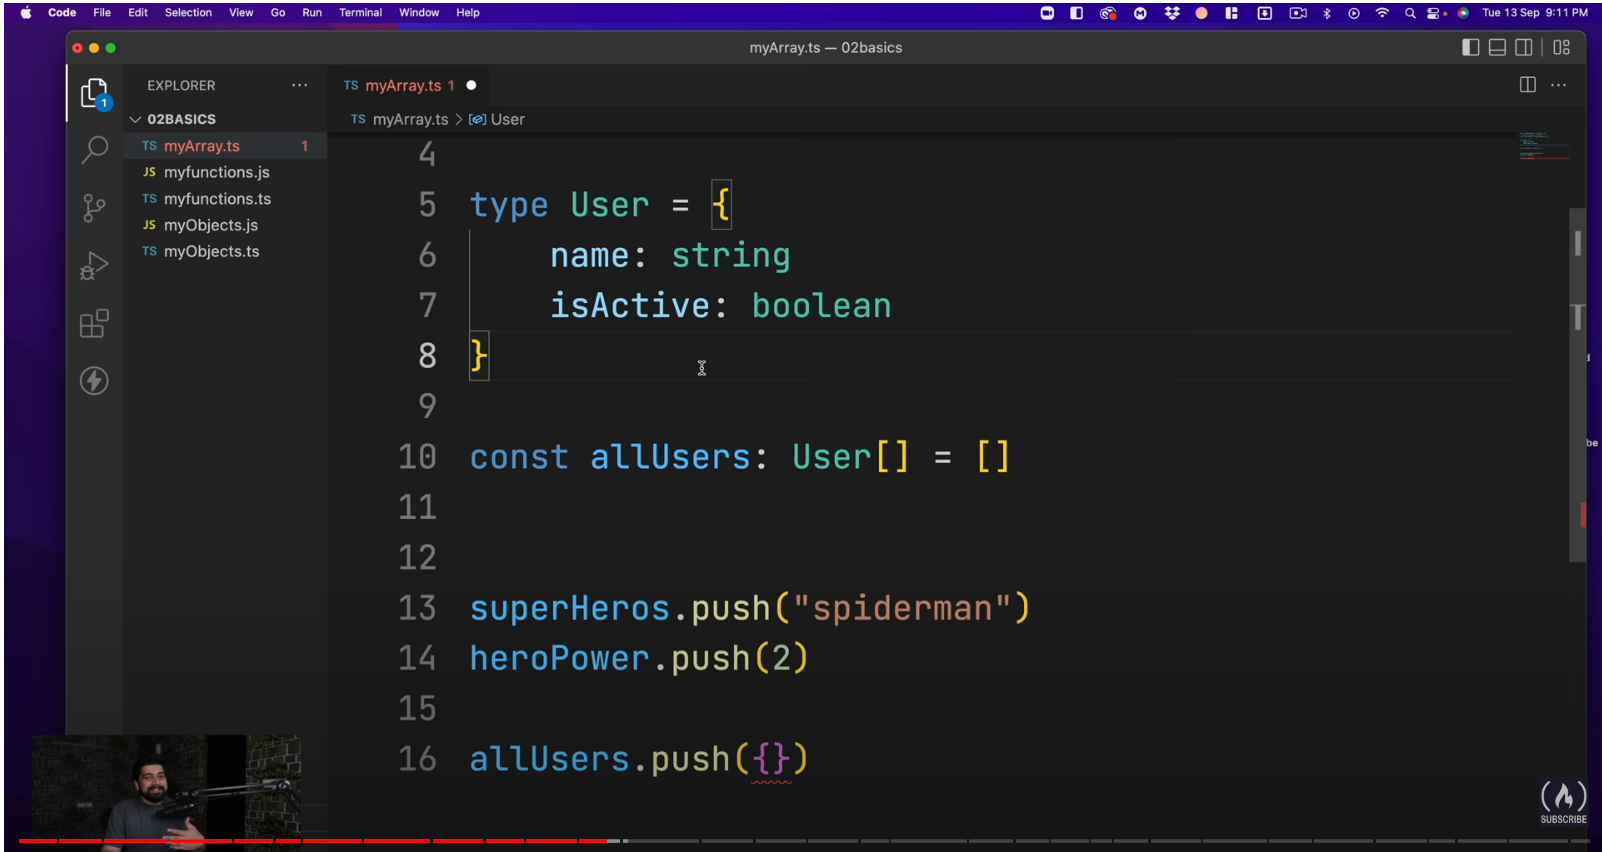 Code File Edit Selection View Go Run Terminal Window Help Tue 13 Sep 9:11 PM
myArray.ts — 02basics
EXPLORER ···
TS myArray.ts 1
1
02BASICS
TS myArray.ts > User
TS myArray.ts 1
JS myfunctions.js
TS myfunctions.ts
JS myObjects.js
TS myObjects.ts
4
5 type User = {
6 name: string
7 isActive: boolean
8 }
9
10 const allUsers: User[] = []
11
12
13 superHeros.push("spiderman")
14 heroPower.push(2)
15
16 allUsers.push({})
be
SUBSCRIBE